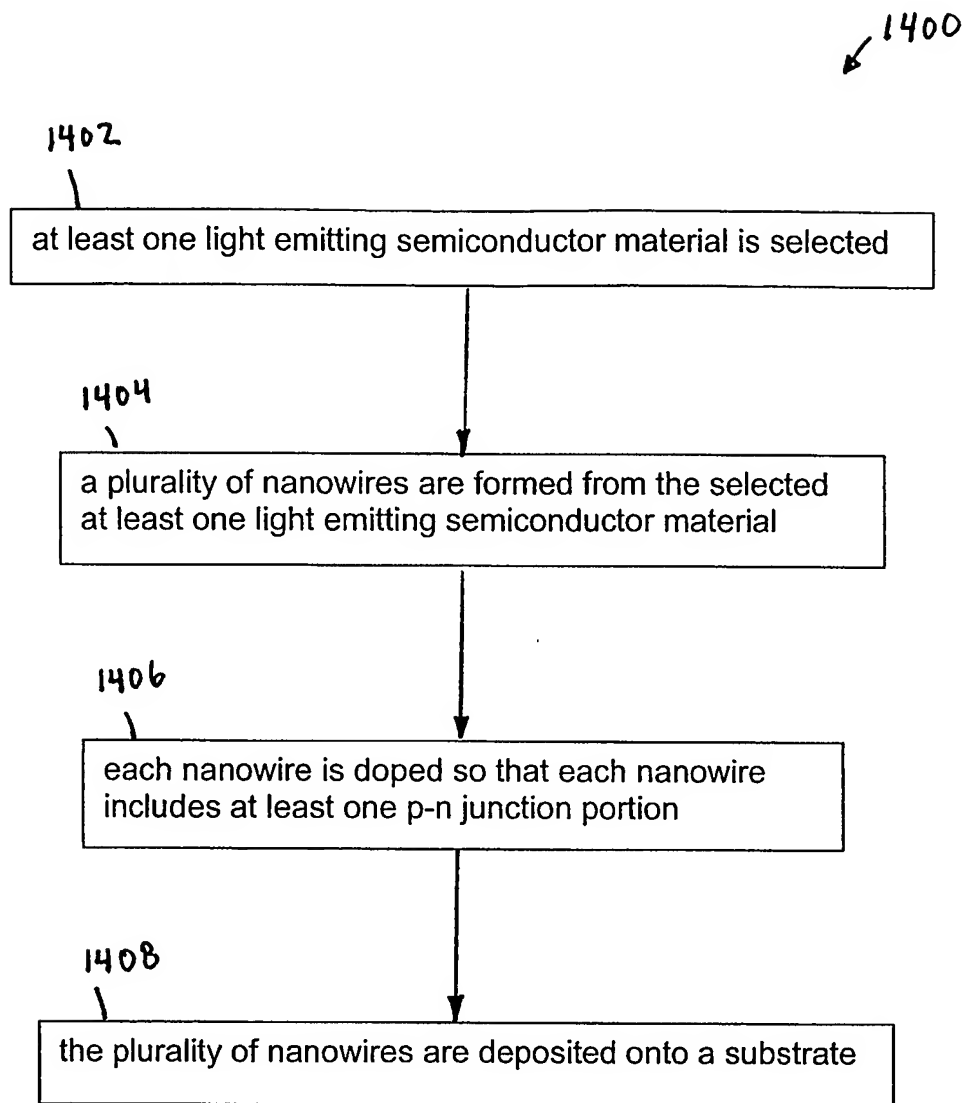 1400
1402
at least one light emitting semiconductor material is selected
1404
a plurality of nanowires are formed from the selected
at least one light emitting semiconductor material
1406
each nanowire is doped so that each nanowire
includes at least one p-n junction portion
1408
the plurality of nanowires are deposited onto a substrate